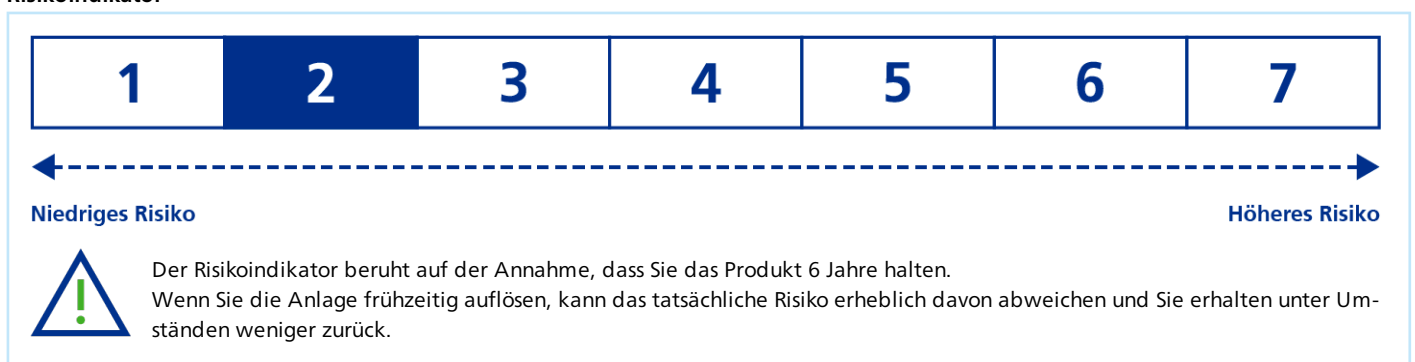 Risikoindikator
1 2 3 4 5 6 7
Niedriges Risiko Höheres Risiko
!
Der Risikoindikator beruht auf der Annahme, dass Sie das Produkt 6 Jahre halten.
Wenn Sie die Anlage frühzeitig auflösen, kann das tatsächliche Risiko erheblich davon abweichen und Sie erhalten unter Um-
ständen weniger zurück.